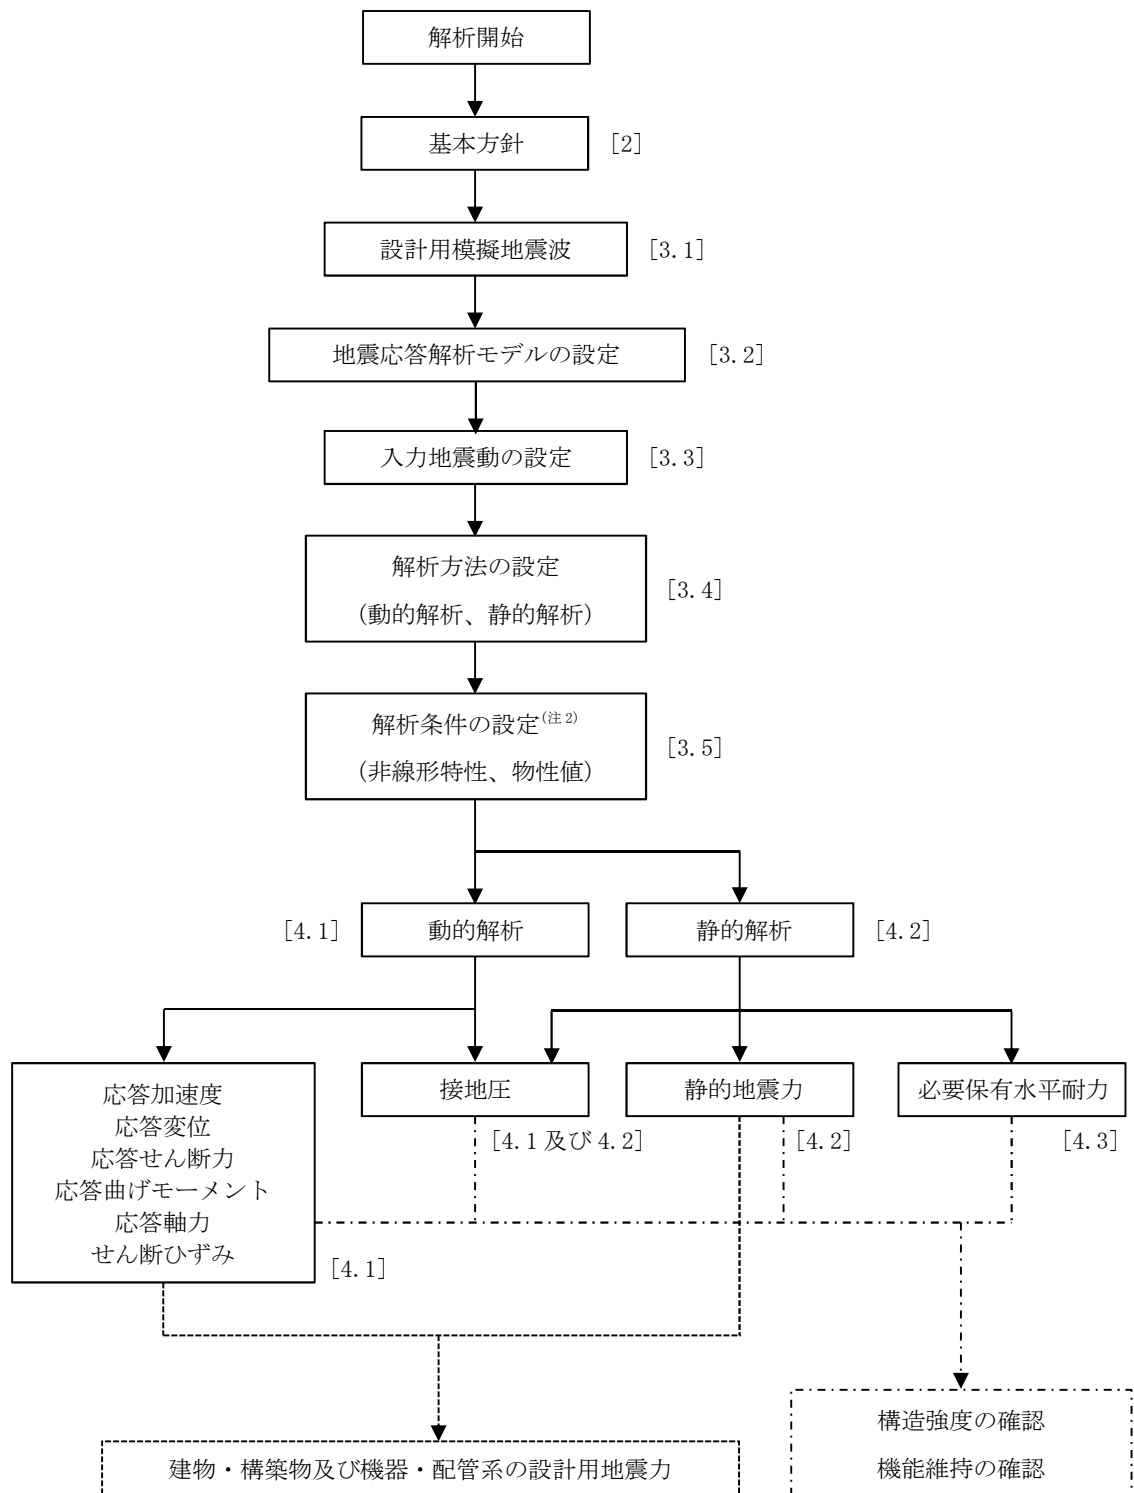 解析開始
基本方針 [2]
設計用模擬地震波 [3.1]
地震応答解析モデルの設定 [3.2]
入力地震動の設定 [3.3]
解析方法の設定
(動的解析、静的解析)
[3.4]
解析条件の設定(注2)
(非線形特性、物性値)
[3.5]
[4.1] 動的解析
静的解析 [4.2]
応答加速度
応答変位
応答せん断力
応答曲げモーメント
応答軸力
せん断ひずみ
[4.1]
接地圧
[4.1 及び 4.2]
静的地震力
[4.2]
必要保有水平耐力
[4.3]
建物・構築物及び機器・配管系の設計用地震力
構造強度の確認
機能維持の確認